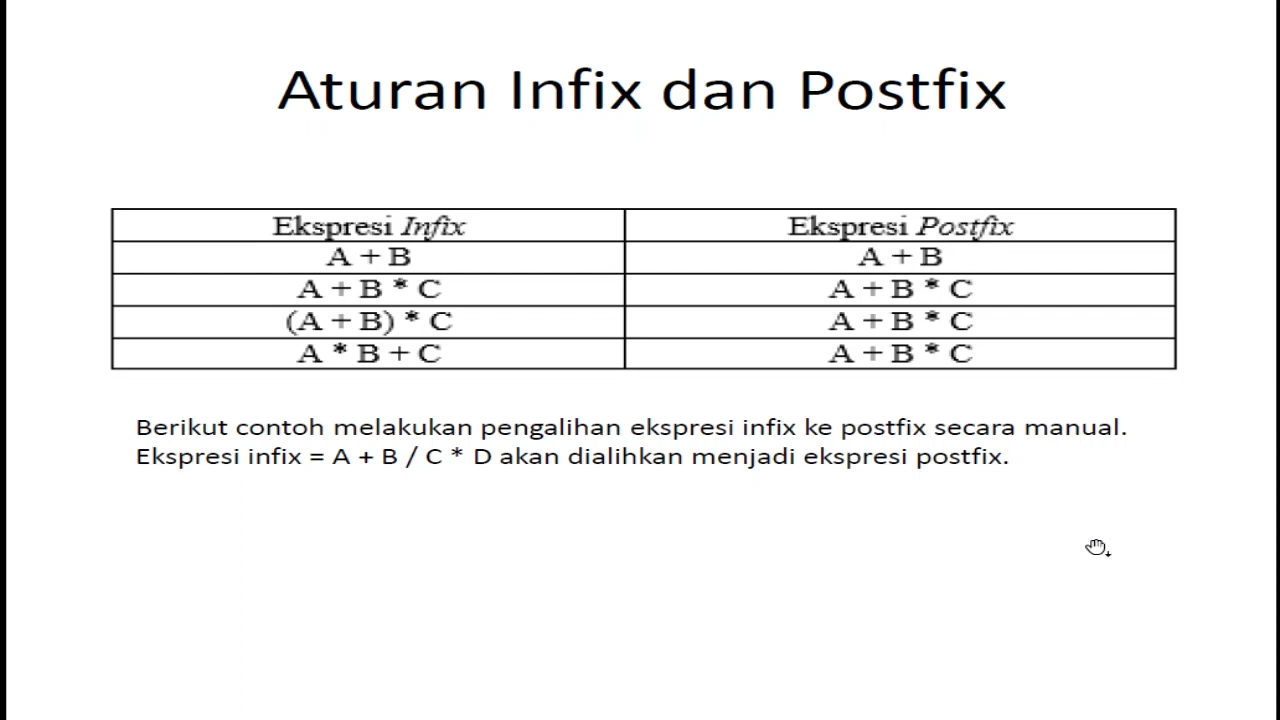 Aturan Infix dan Postfix
Ekspresi Infix Ekspresi Postfix
A + B A + B
A + B * C A + B * C
(A + B) * C A + B * C
A * B + C A + B * C
Berikut contoh melakukan pengalihan ekspresi infix ke postfix secara manual.
Ekspresi infix = A + B / C * D akan dialihkan menjadi ekspresi postfix.